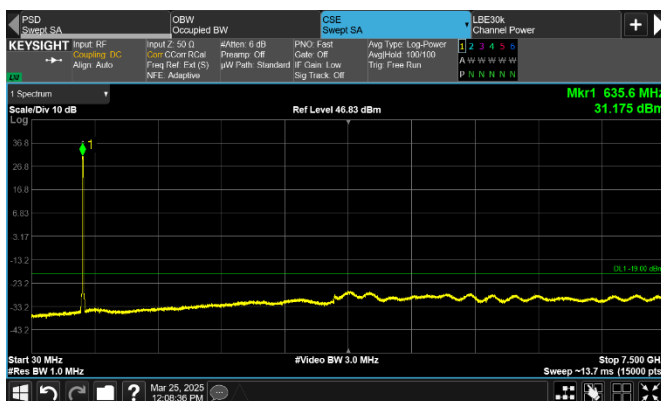 PSD
Swept SA
OBW
Occupied BW
CSE
Swept SA
LBE30k
Channel Power
KEYSIGHT
Input: RF
Coupling: DC
Align: Auto
Input Z: 50 Ω
Corr CCorr RCal
Freq Ref: Ext (S)
NFE: Adaptive
#Atten: 6 dB
Preamp: Off
µW Path: Standard
PNO: Fast
Gate: Off
IF Gain: Low
Sig Track: Off
Avg Type: Log-Power
Avg|Hold: 100/100
Trig: Free Run
1 2 3 4 5 6
A W W W W W
P N N N N N
LU
1 Spectrum
Scale/Div 10 dB
Log
Ref Level 46.83 dBm
Mkr1 635.6 MHz
31.175 dBm
1
36.8
26.8
16.8
6.83
-3.17
-13.2
-23.2
-33.2
-43.2
DL1 -19.00 dBm
Start 30 MHz
#Res BW 1.0 MHz
#Video BW 3.0 MHz
Stop 7.500 GH
Sweep ~13.7 ms (15000 pts
?
Mar 25, 2025
12:08:36 PM